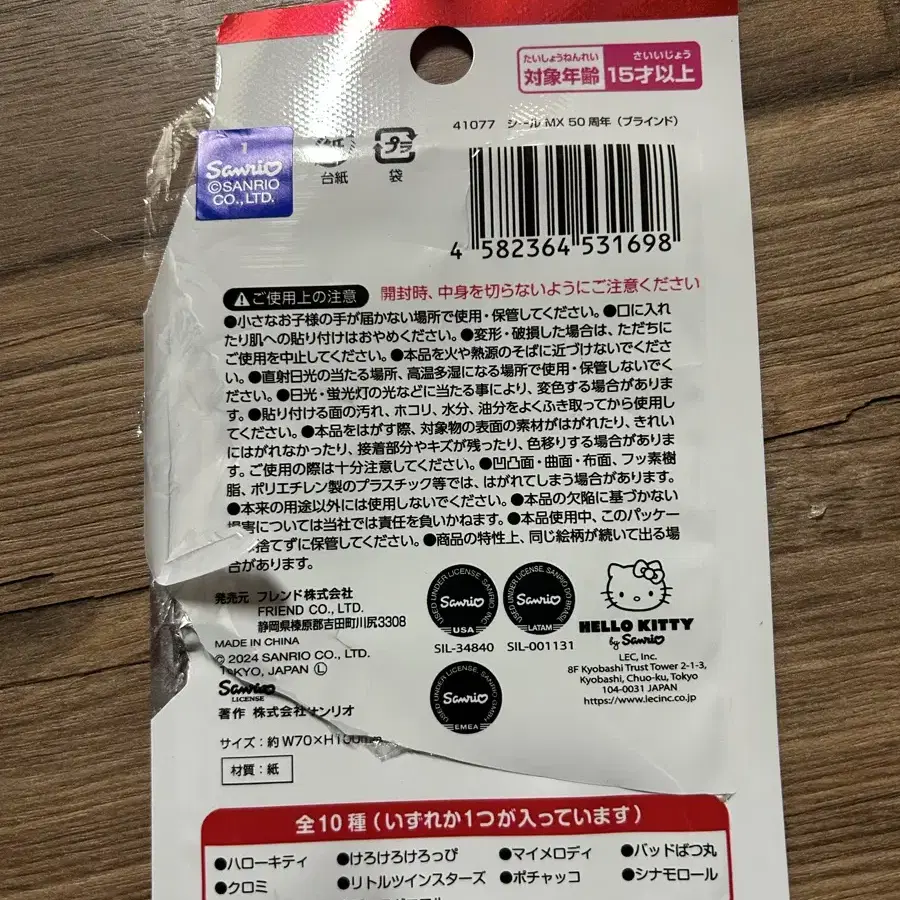 たいしょうねんれい さいいじょう
対象年齢 15才以上
41077 シール MX 50周年（ブラインド）
1
Sanrio
©SANRIO
CO.,LTD.
紙
台紙
プラ
袋
4 582364 531698
ご使用上の注意 開封時、中身を切らないようにご注意ください
●小さなお子様の手が届かない場所で使用・保管してください。●口に入れ
たり肌への貼り付けはおやめください。●変形・破損した場合は、ただちに
ご使用を中止してください。●本品を火や熱源のそばに近づけないでくださ
い。●直射日光の当たる場所、高温多湿になる場所で使用・保管しないでく
ださい。●日光・蛍光灯の光などに当たる事により、変色する場合がありま
す。●貼り付ける面の汚れ、ホコリ、水分、油分をよくふき取ってから使用し
てください。●本品をはがす際、対象物の表面の素材がはがれたり、きれい
にはがれなかったり、接着部分やキズが残ったり、色移りする場合がありま
す。ご使用の際は十分注意してください。●凹凸面・曲面・布面、フッ素樹
脂、ポリエチレン製のプラスチック等では、はがれてしまう場合があります。
●本来の用途以外には使用しないでください。●本品の欠陥に基づかない
損害については当社では責任を負いかねます。●本品使用中、このパッケー
捨てずに保管してください。●商品の特性上、同じ絵柄が続いて出る場
合があります。
発売元 フレンド株式会社
FRIEND CO., LTD.
静岡県榛原郡吉田町川尻3308
MADE IN CHINA
© 2024 SANRIO CO., LTD.
TOKYO, JAPAN Ⓛ
Sanrio
LICENSE
著作 株式会社サンリオ
サイズ：約 W70×H100mm
材質：紙
USED UNDER LICENSE. SANRIO INC.
Sanrio
USA
SIL-34840
USED UNDER LICENSE. SANRIO DO BRASIL
Sanrio
LATAM
SIL-001131
USED UNDER LICENSE. SANRIO GMBH
Sanrio
EMEA
HELLO KITTY
by Sanrio
LEC, Inc.
8F Kyobashi Trust Tower 2-1-3,
Kyobashi, Chuo-ku, Tokyo
104-0031 JAPAN
https://www.lecinc.co.jp
全10種（いずれか1つが入っています）
●ハローキティ ●けろけろけろっぴ ●マイメロディ ●バッドばつ丸
●クロミ ●リトルツインスターズ ●ポチャッコ ●シナモロール